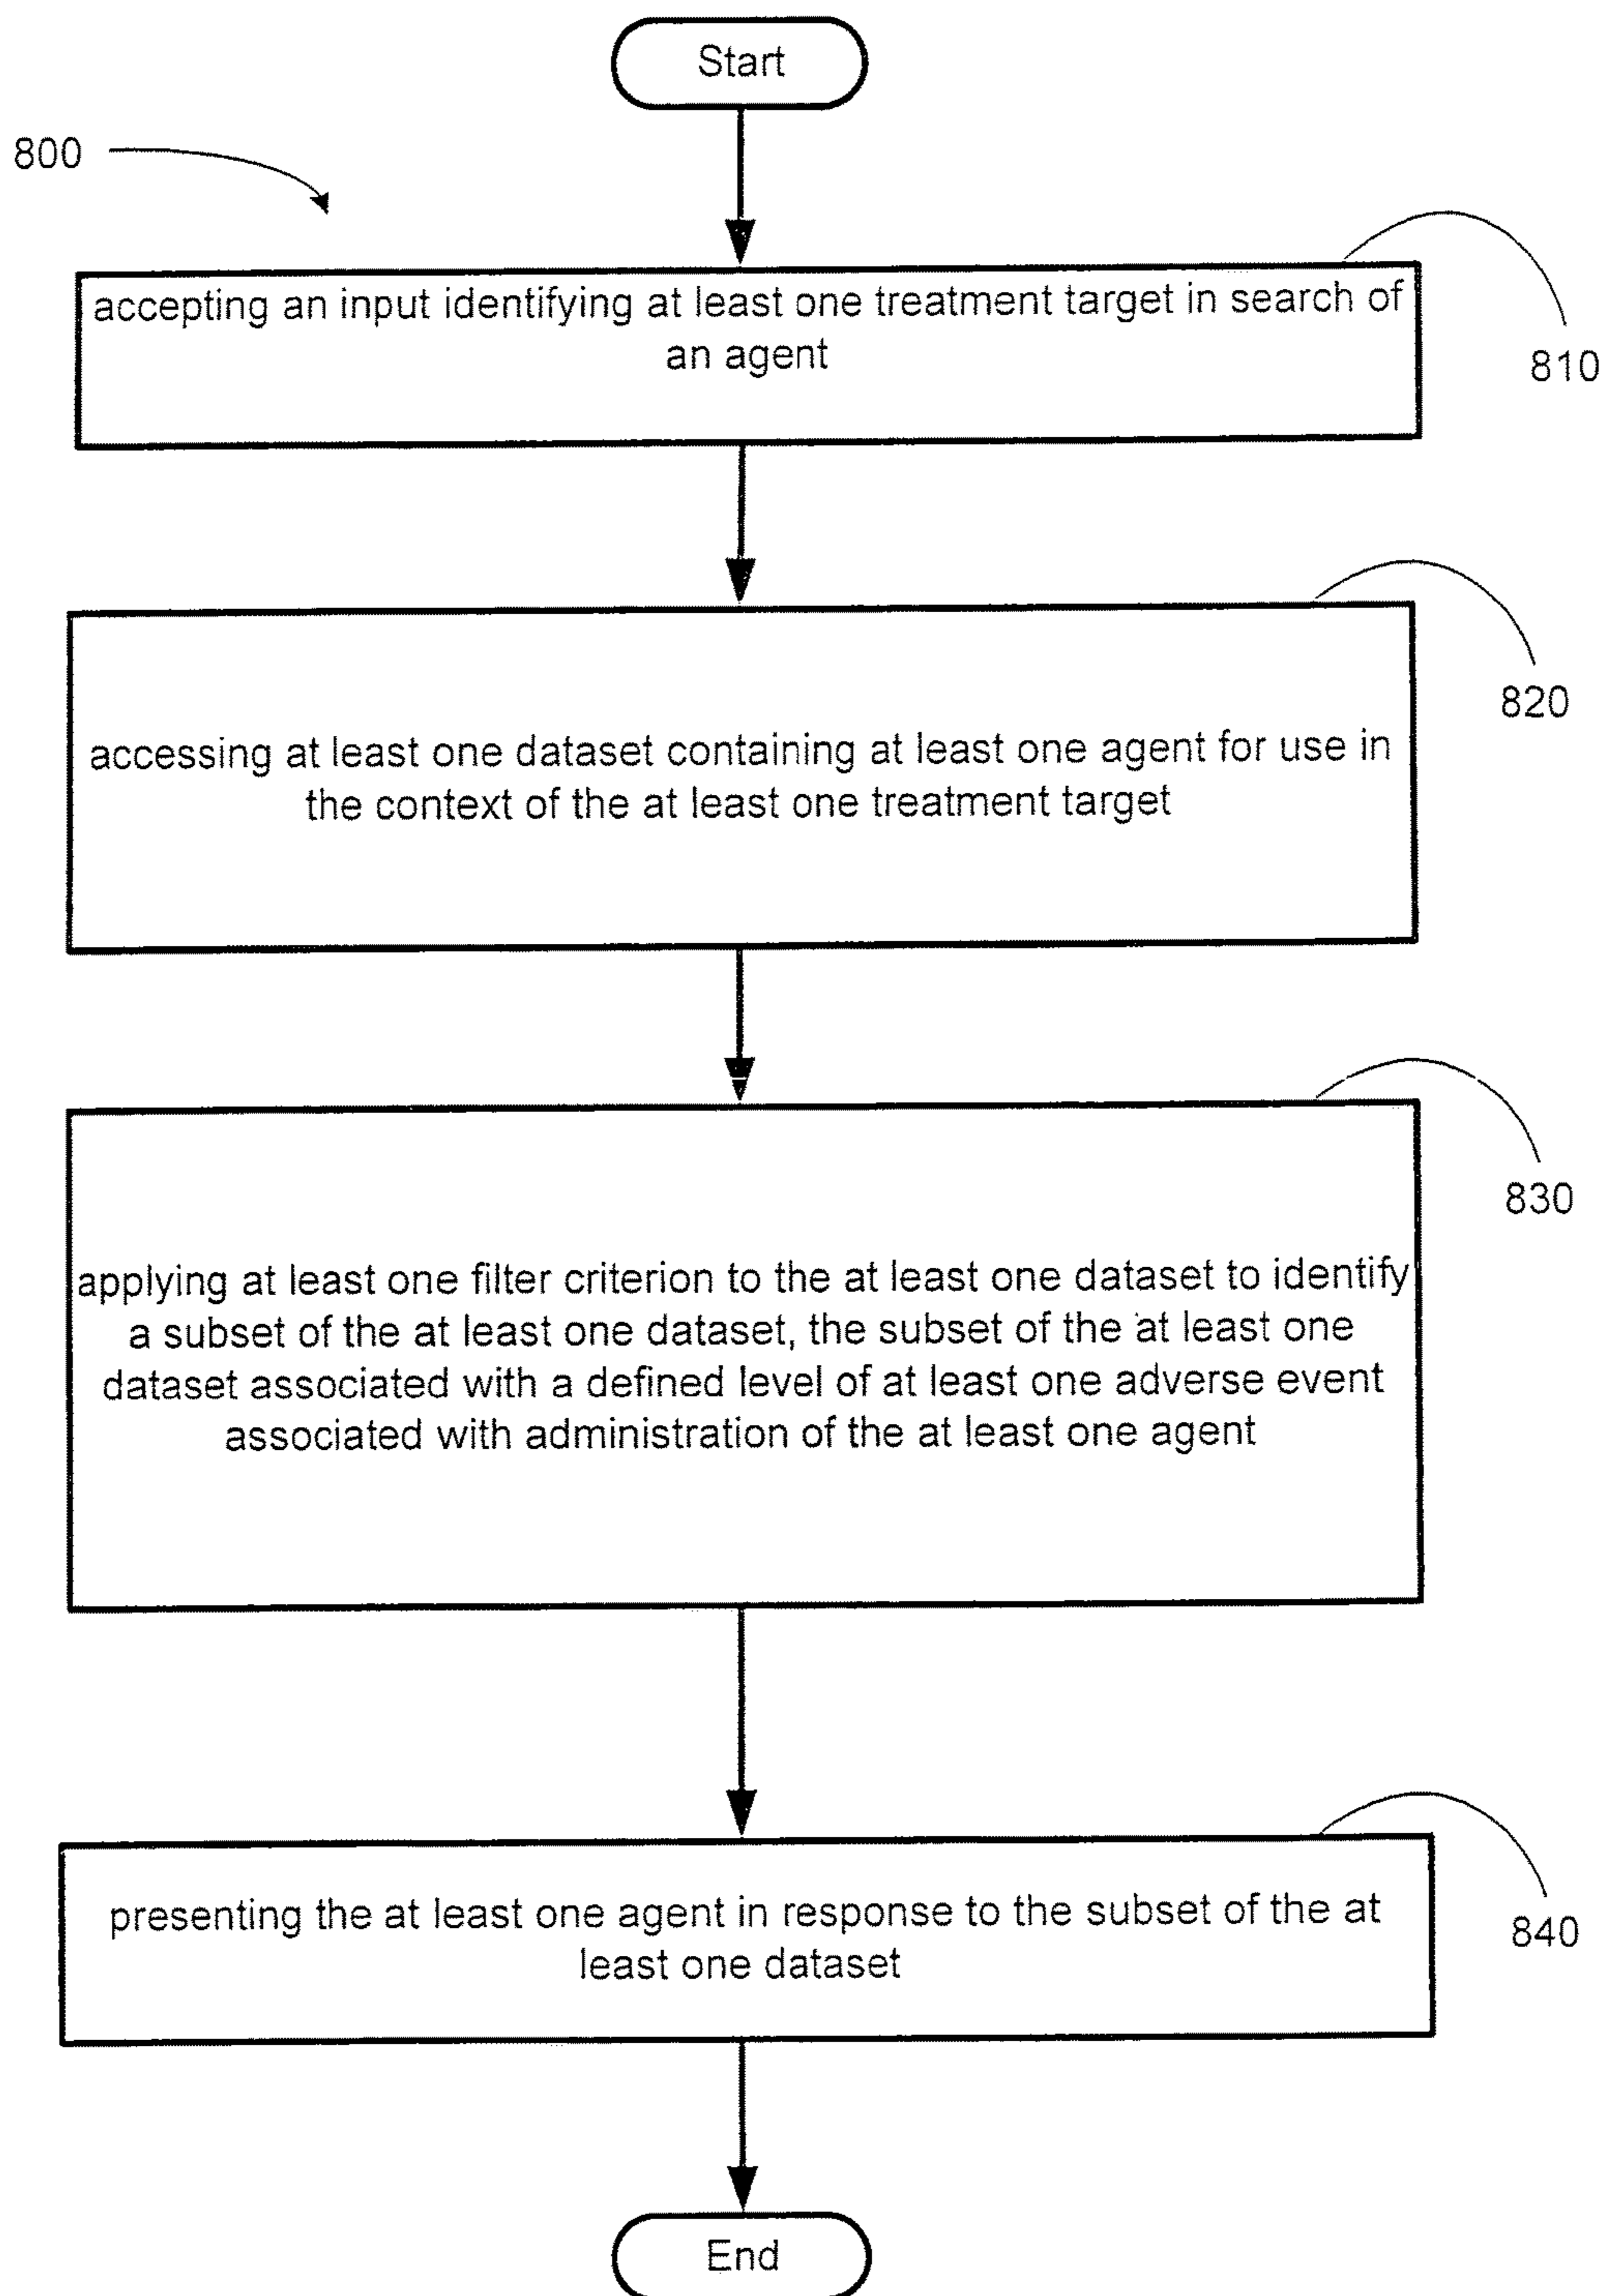 Start
800
accepting an input identifying at least one treatment target in search of
an agent
810
accessing at least one dataset containing at least one agent for use in
the context of the at least one treatment target
820
applying at least one filter criterion to the at least one dataset to identify
a subset of the at least one dataset, the subset of the at least one
dataset associated with a defined level of at least one adverse event
associated with administration of the at least one agent
830
presenting the at least one agent in response to the subset of the at
least one dataset
840
End